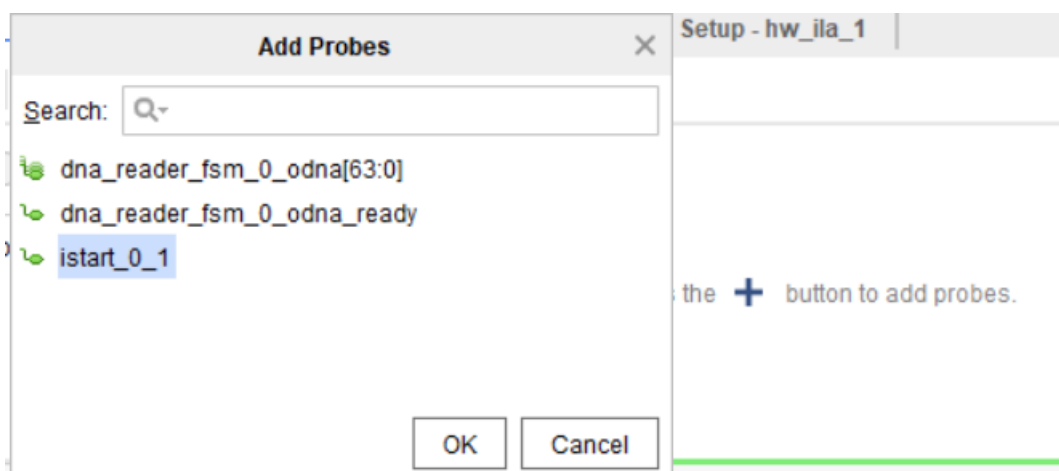 Add Probes
Setup - hw_ila_1
Search:
dna_reader_fsm_0_odna[63:0]
dna_reader_fsm_0_odna_ready
istart_0_1
the + button to add probes.
OK
Cancel